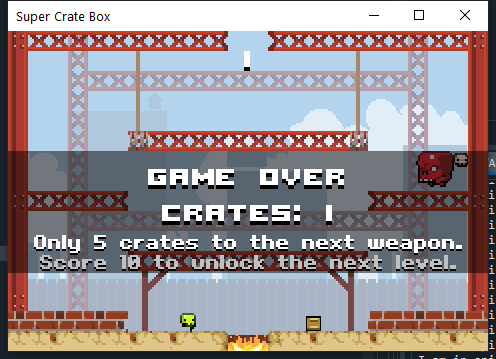 Super Crate Box
1
GAME OVER
CRATES: 1
Only 5 crates to the next weapon.
Score 10 to unlock the next level.